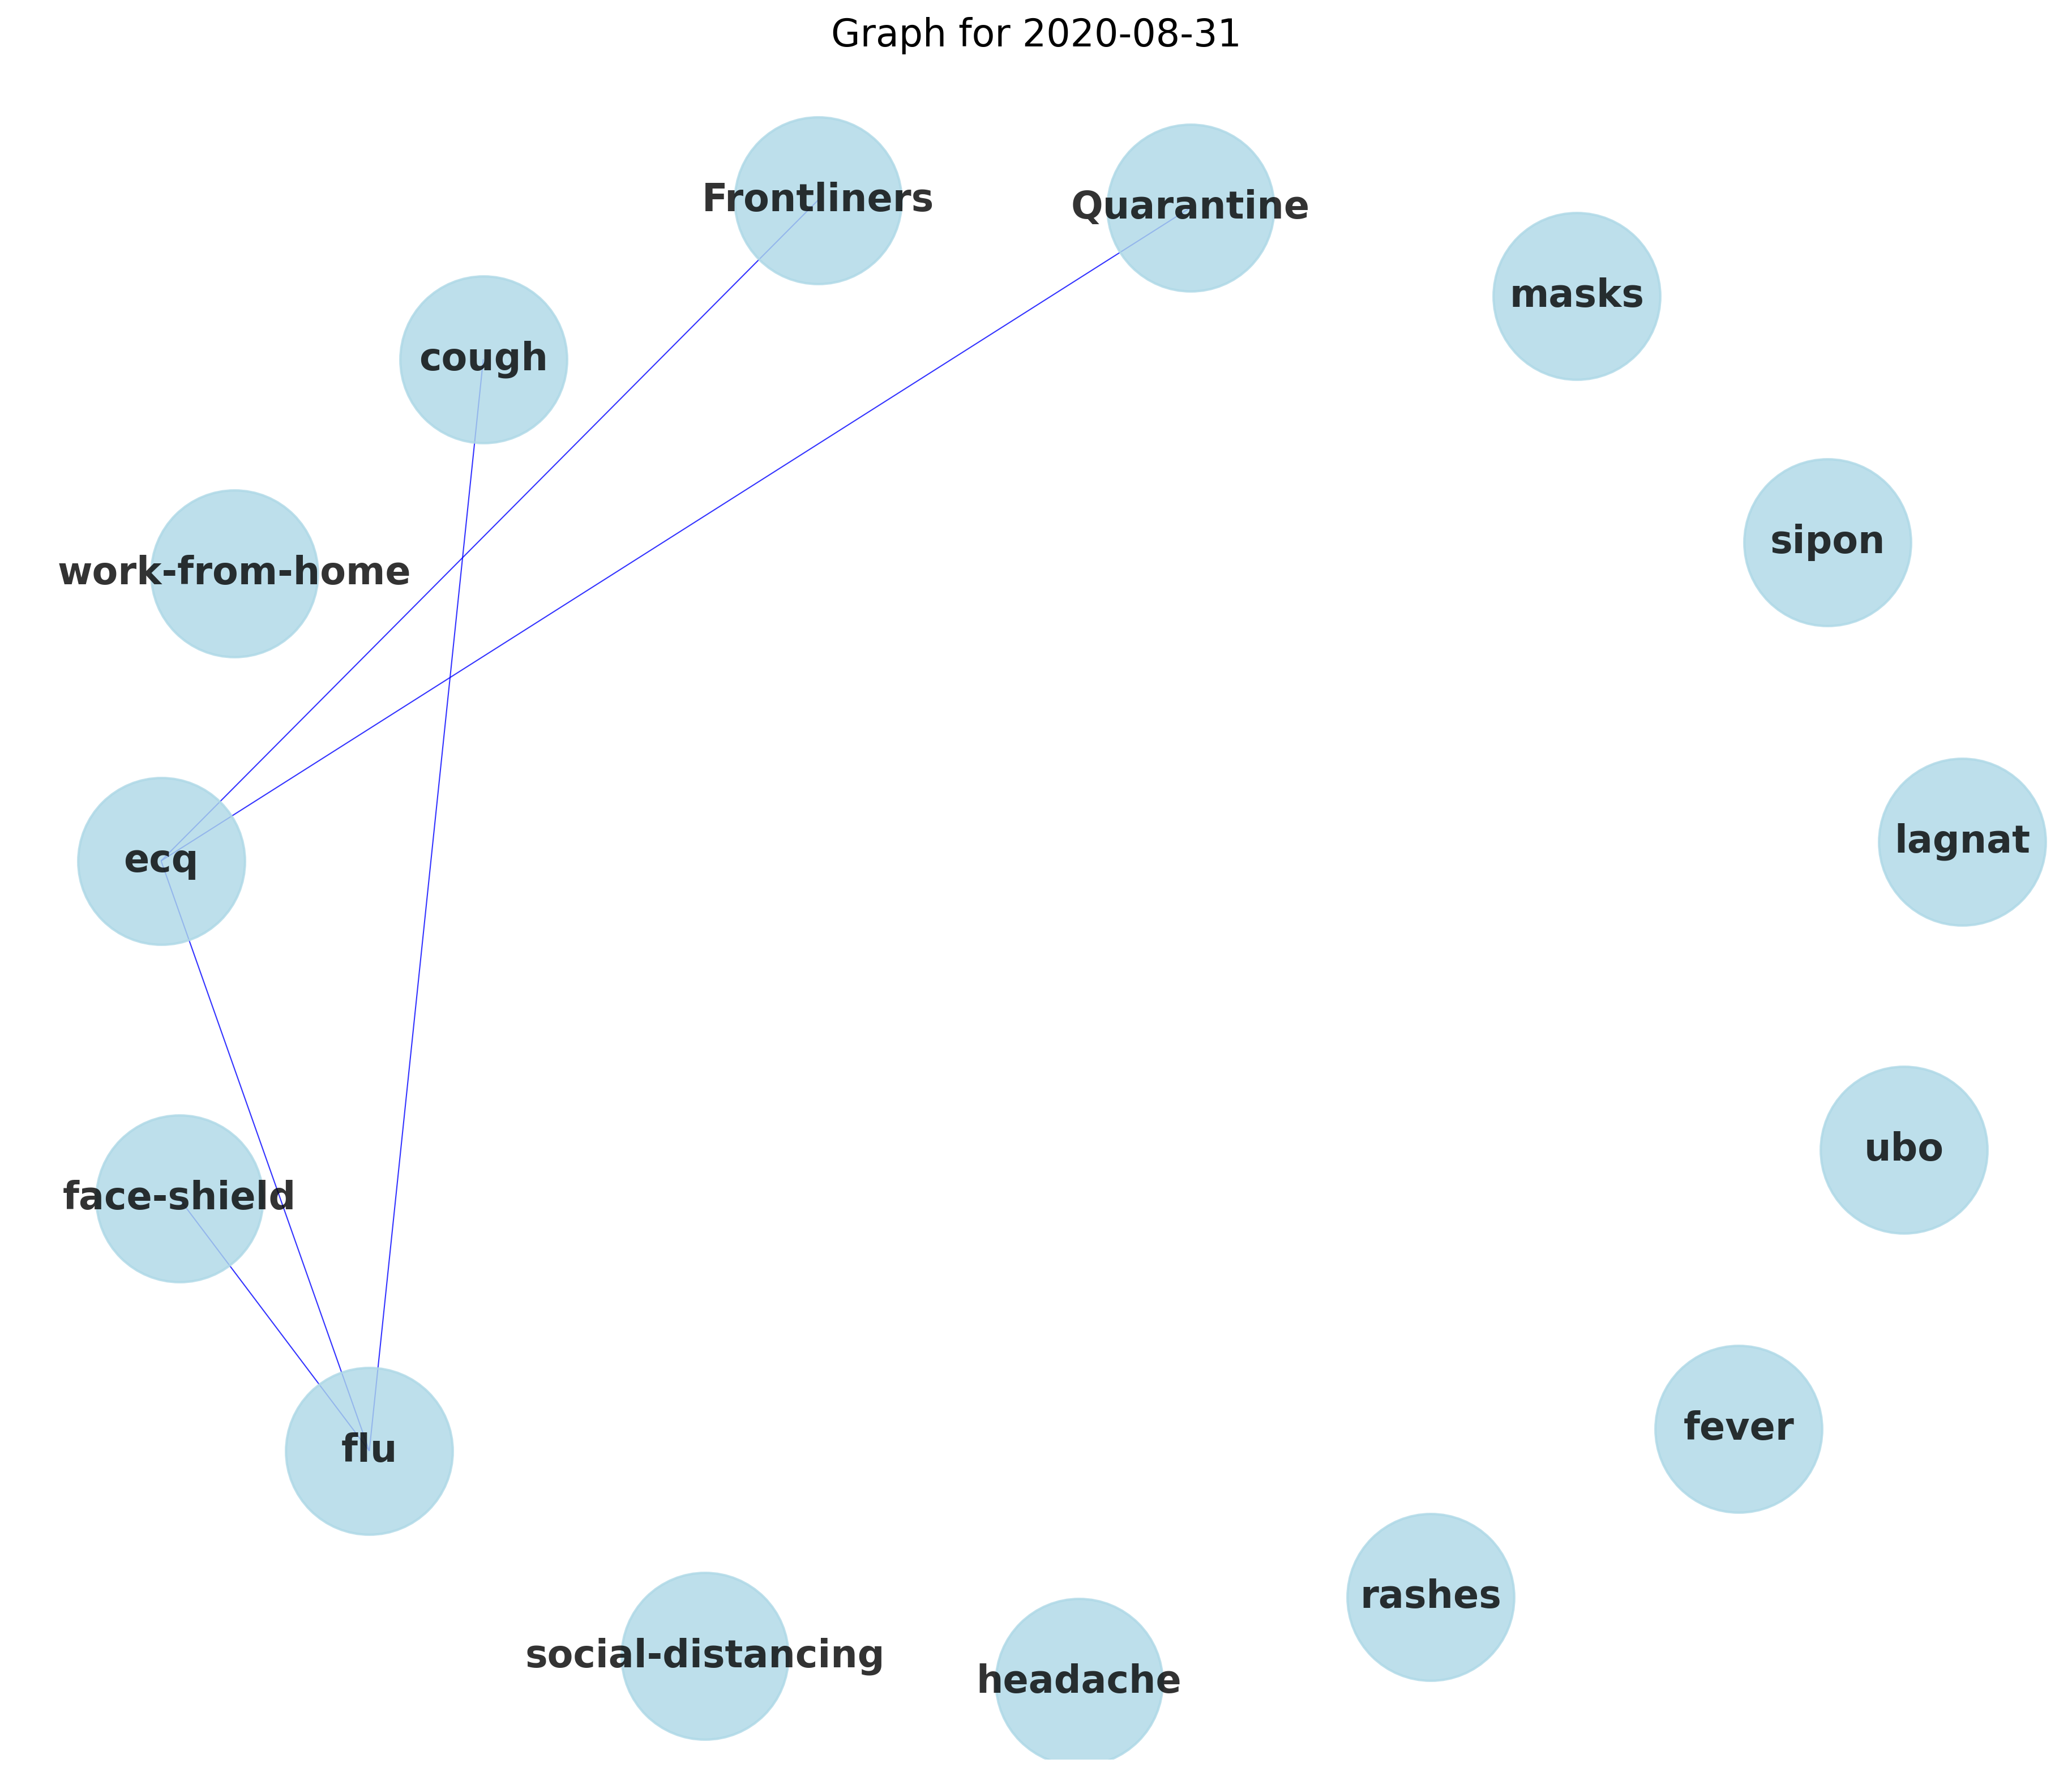 Graph for 2020-08-31
Frontliners
Quarantine
masks
cough
sipon
work-from-home
lagnat
ecq
ubo
face-shield
fever
flu
rashes
social-distancing
headache